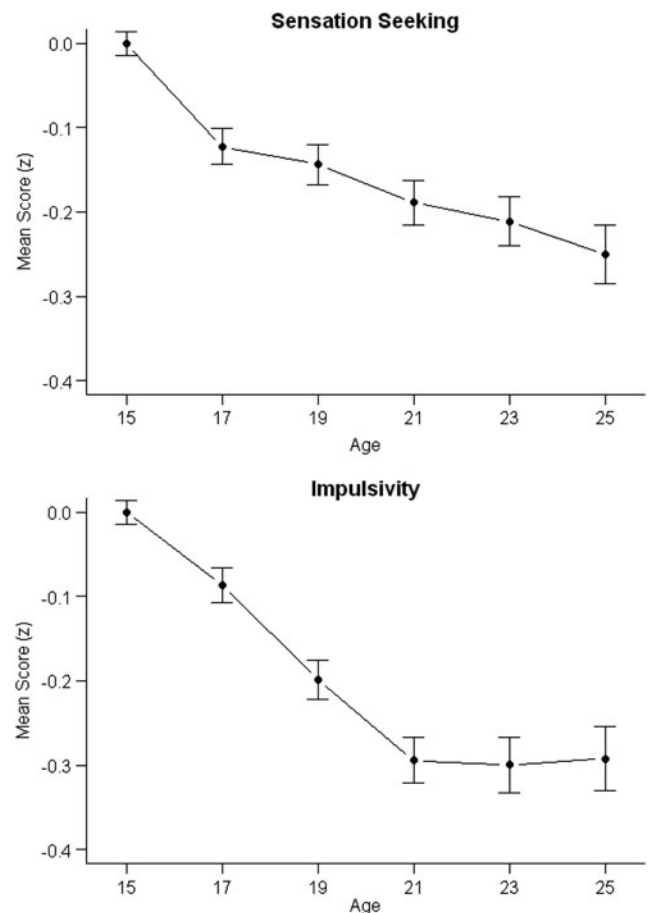 Sensation Seeking
0.0
-0.1
-0.2
-0.3
-0.4
Mean Score (z)
15 17 19 21 23 25
Age
Impulsivity
0.0
-0.1
-0.2
-0.3
-0.4
Mean Score (z)
15 17 19 21 23 25
Age